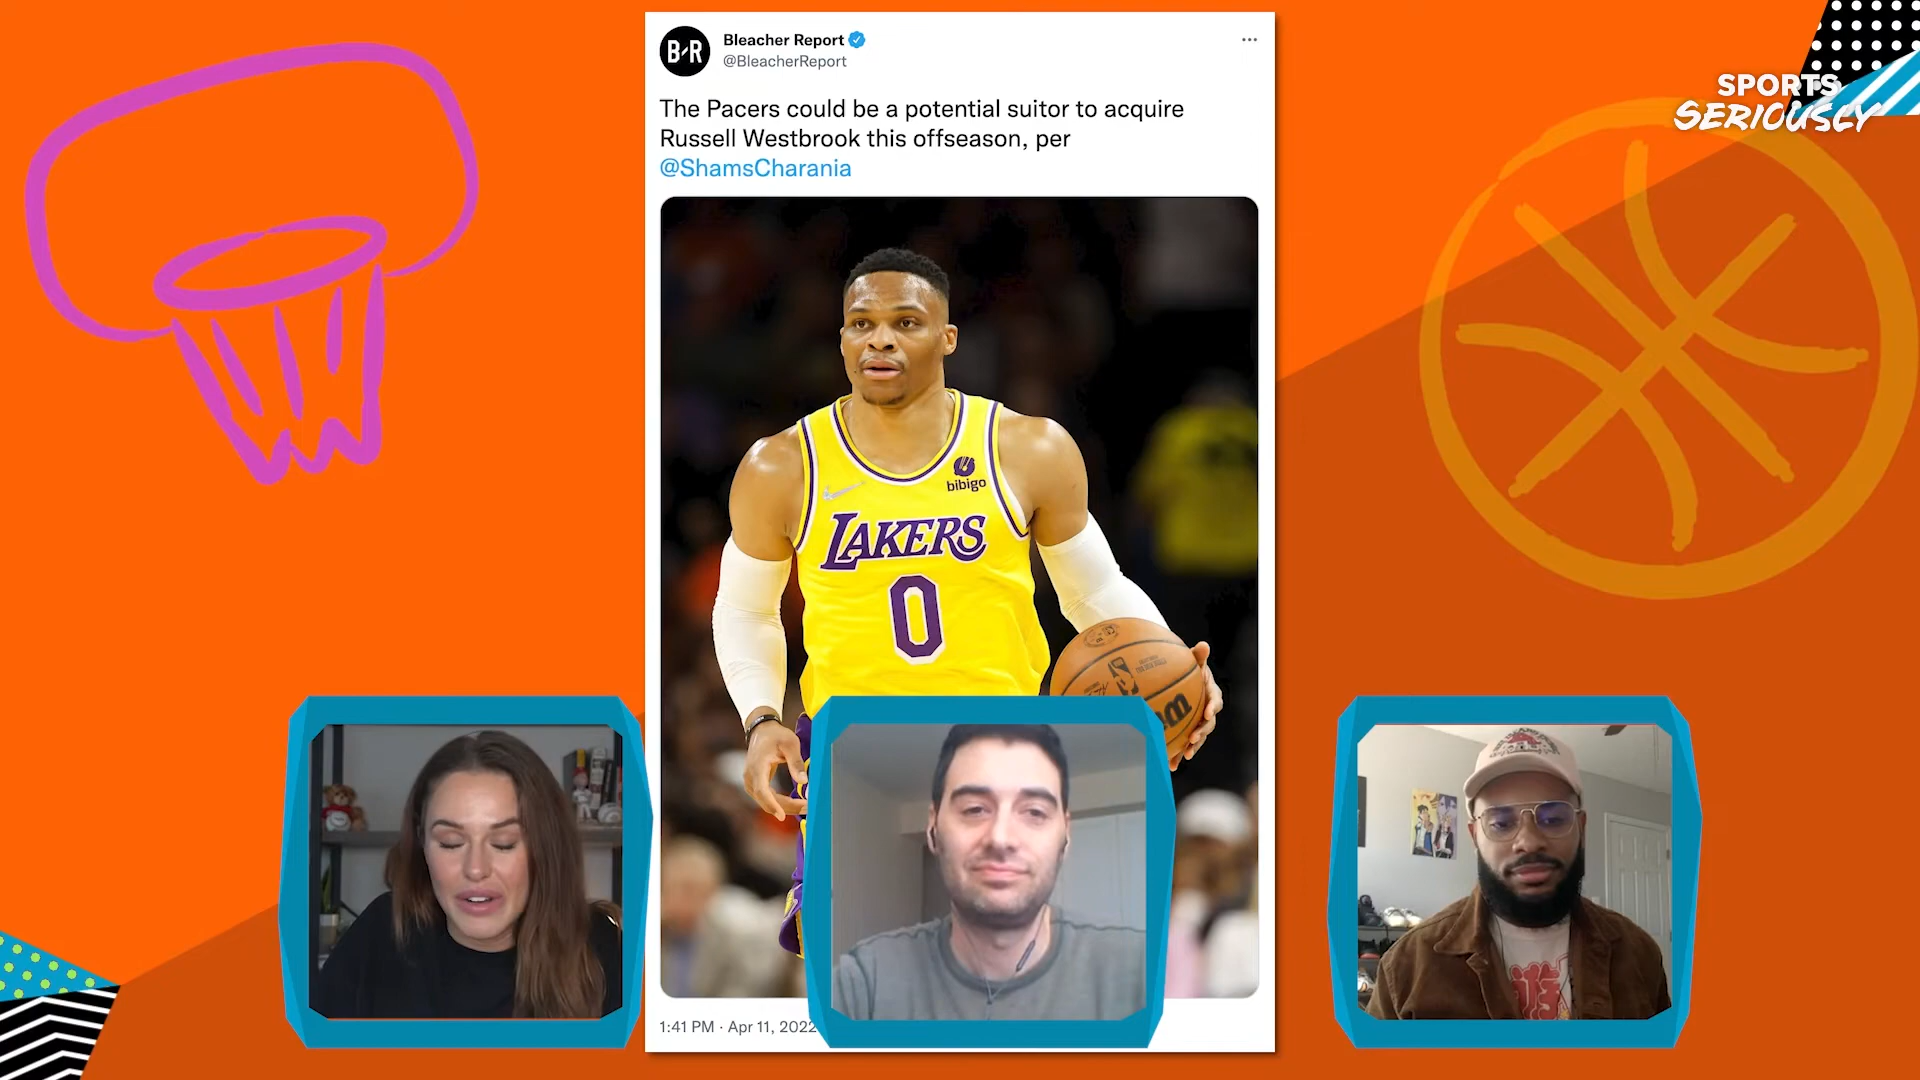 B/R
Bleacher Report
@BleacherReport
SPORTS
SERIOUSLY
The Pacers could be a potential suitor to acquire
Russell Westbrook this offseason, per
@ShamsCharania
bibigo
LAKERS
0
1:41 PM · Apr 11, 2022